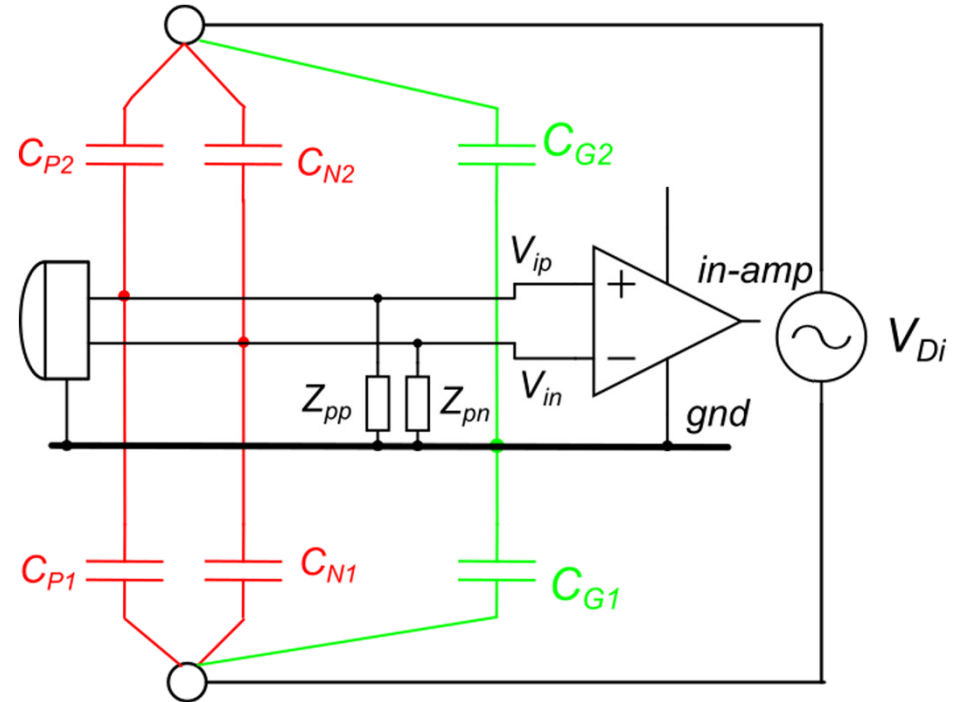 C_P2
C_N2
C_G2
V_ip
+
in-amp
V_Di
−
V_in
Z_pp
Z_pn
gnd
C_P1
C_N1
C_G1